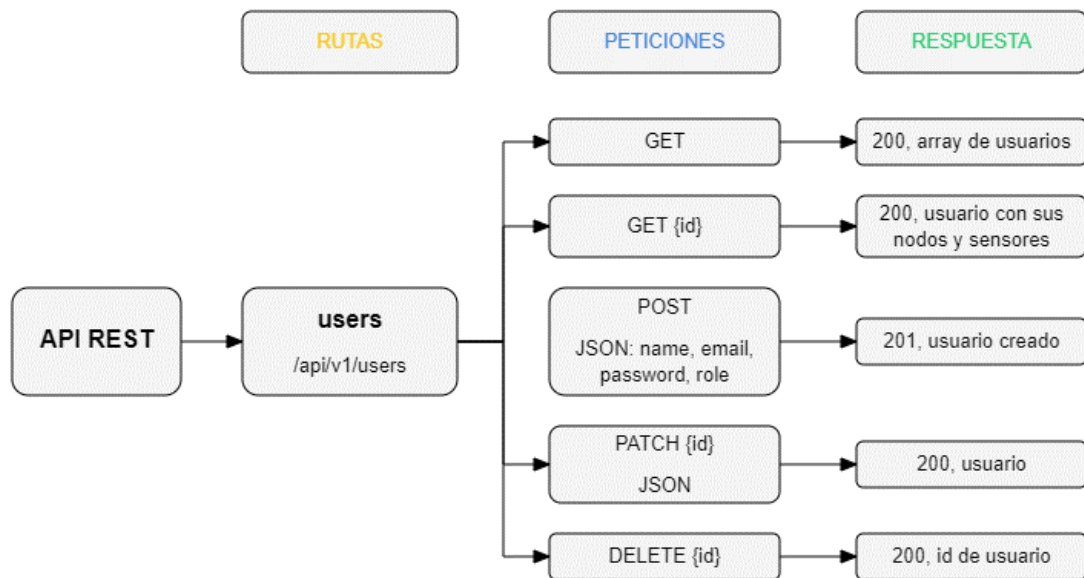 RUTAS
PETICIONES
RESPUESTA
API REST
users
/api/v1/users
GET
200, array de usuarios
GET {id}
200, usuario con sus
nodos y sensores
POST
JSON: name, email,
password, role
201, usuario creado
PATCH {id}
JSON
200, usuario
DELETE {id}
200, id de usuario